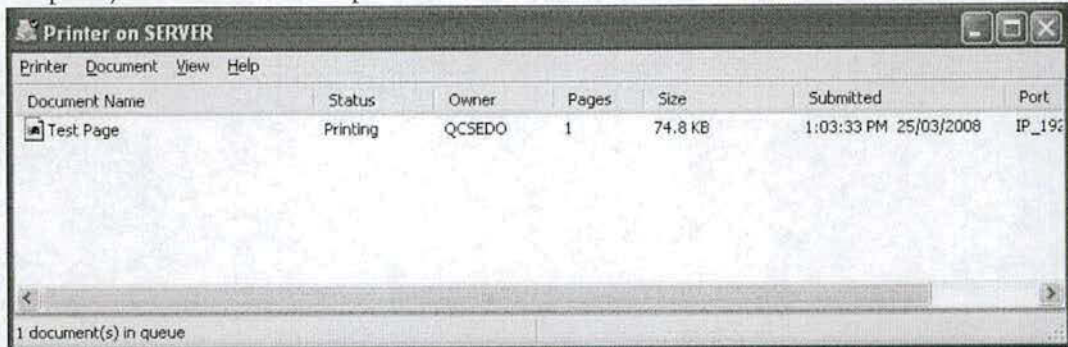 Printer on SERVER
Printer Document View Help
Document Name Status Owner Pages Size Submitted Port
Test Page Printing QCSEDO 1 74.8 KB 1:03:33 PM 25/03/2008 IP_192
1 document(s) in queue